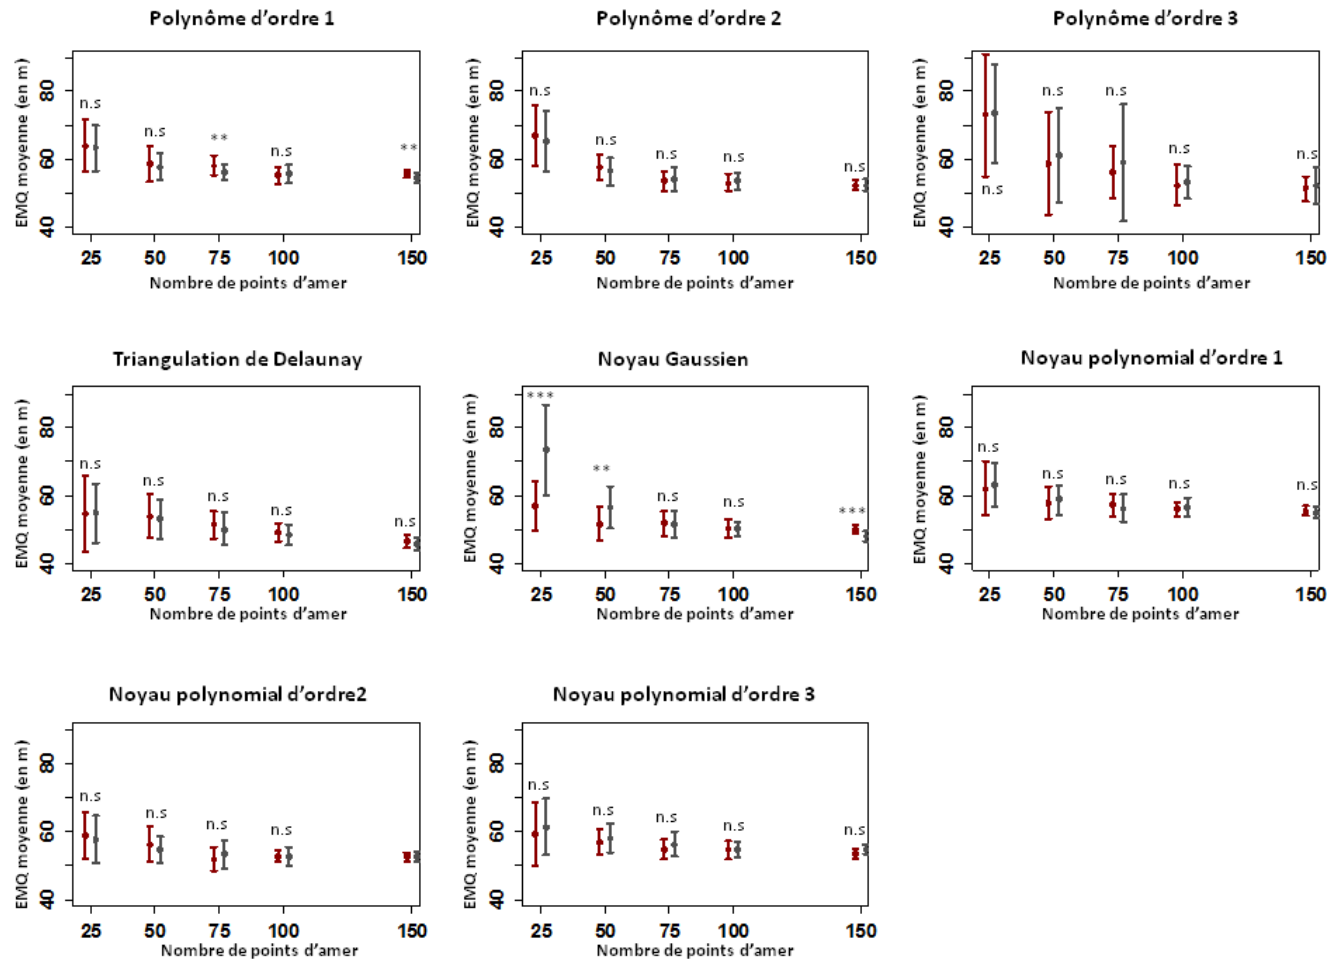 Polynôme d'ordre 1
EMQ moyenne (en m)
80
60
40
n.s
n.s
**
n.s
**
25 50 75 100 150
Nombre de points d'amer
Polynôme d'ordre 2
EMQ moyenne (en m)
80
60
40
n.s
n.s
n.s
n.s
n.s
25 50 75 100 150
Nombre de points d'amer
Polynôme d'ordre 3
EMQ moyenne (en m)
80
60
40
n.s
n.s
n.s
n.s
n.s
25 50 75 100 150
Nombre de points d'amer
Triangulation de Delaunay
EMQ moyenne (en m)
80
60
40
n.s
n.s
n.s
n.s
n.s
25 50 75 100 150
Nombre de points d'amer
Noyau Gaussien
EMQ moyenne (en m)
80
60
40
***
**
n.s
n.s
***
25 50 75 100 150
Nombre de points d'amer
Noyau polynomial d'ordre 1
EMQ moyenne (en m)
80
60
40
n.s
n.s
n.s
n.s
n.s
25 50 75 100 150
Nombre de points d'amer
Noyau polynomial d'ordre2
EMQ moyenne (en m)
80
60
40
n.s
n.s
n.s
n.s
n.s
25 50 75 100 150
Nombre de points d'amer
Noyau polynomial d'ordre 3
EMQ moyenne (en m)
80
60
40
n.s
n.s
n.s
n.s
n.s
25 50 75 100 150
Nombre de points d'amer